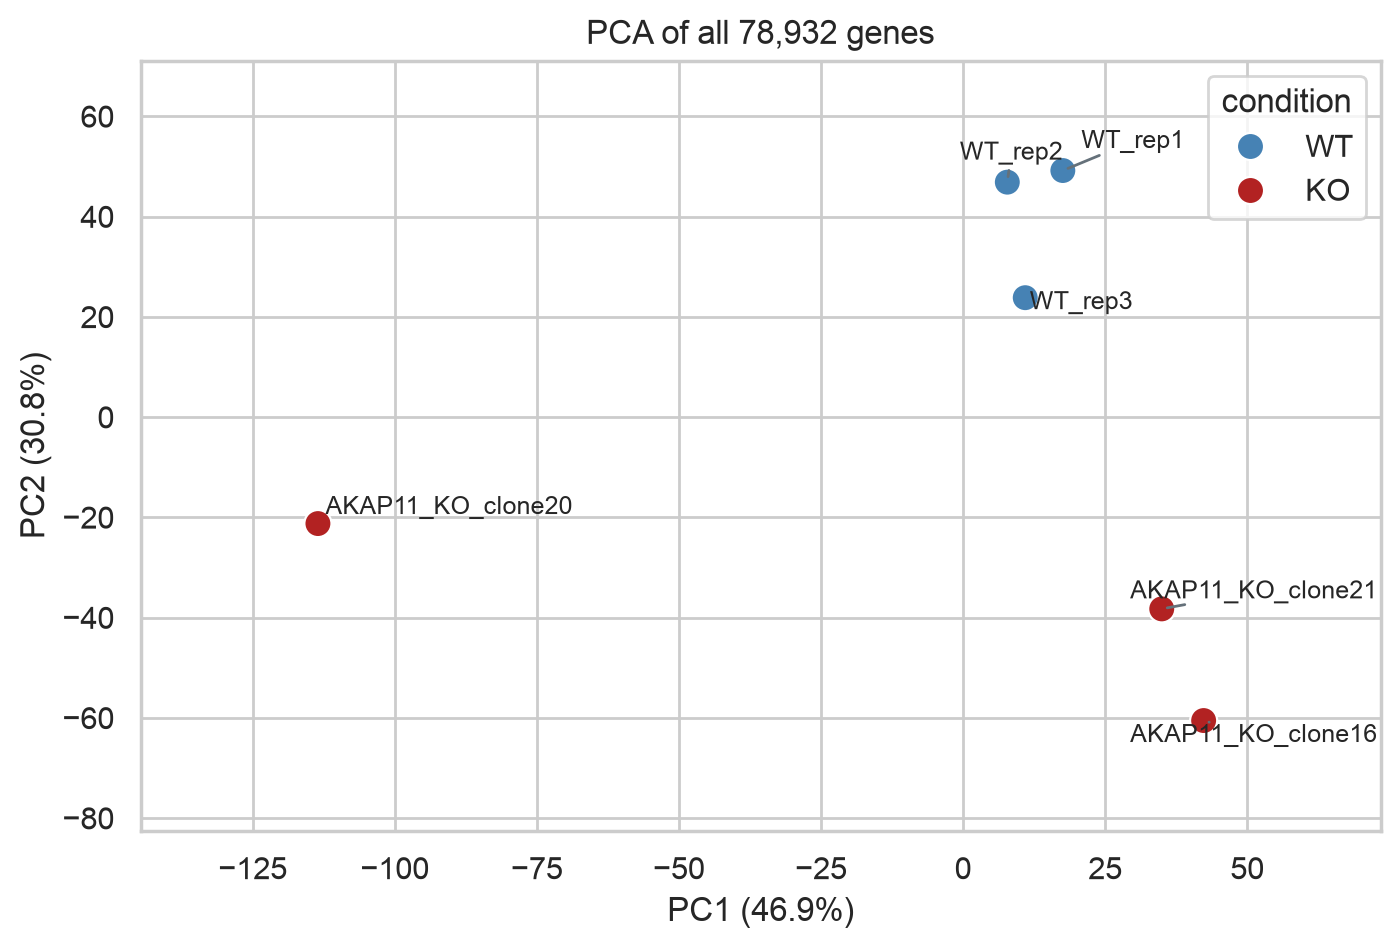 PCA of all 78,932 genes
condition
WT
KO
WT_rep1
WT_rep2
WT_rep3
AKAP11_KO_clone20
AKAP11_KO_clone21
AKAP11_KO_clone16
60
40
20
0
−20
−40
−60
−80
PC2 (30.8%)
−125
−100
−75
−50
−25
0
25
50
PC1 (46.9%)